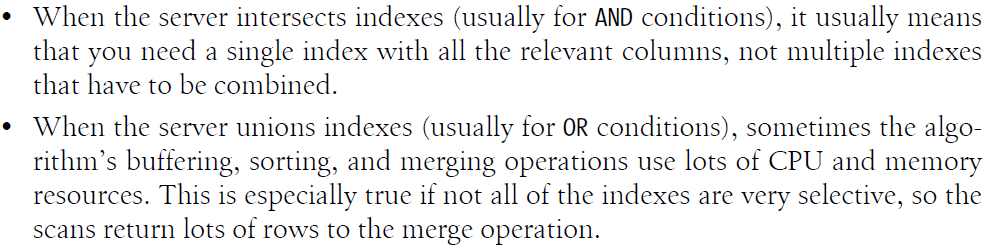 • When the server intersects indexes (usually for AND conditions), it usually means
that you need a single index with all the relevant columns, not multiple indexes
that have to be combined.
• When the server unions indexes (usually for OR conditions), sometimes the algo-
rithm’s buffering, sorting, and merging operations use lots of CPU and memory
resources. This is especially true if not all of the indexes are very selective, so the
scans return lots of rows to the merge operation.